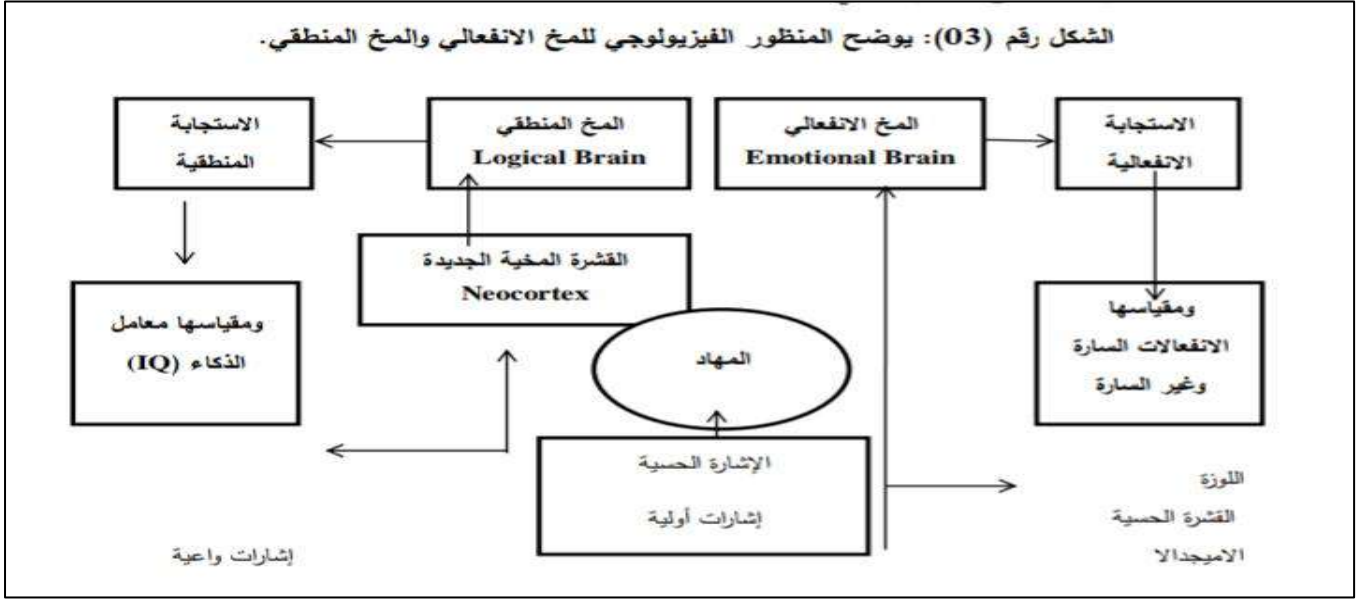 الشكل رقم (03): يوضح المنظور الفيزيولوجي للمخ الانفعالي والمخ المنطقي.
الاستجابة
الانفعالية
المخ الانفعالي
Emotional Brain
المخ المنطقي
Logical Brain
الاستجابة
المنطقية
القشرة المخية الجديدة
Neocortex
ومقياسها
الانفعالات السارة
وغير السارة
المهاد
ومقياسها معامل
الذكاء (IQ)
الإشارة الحسية
إشارات أولية
اللوزة
القشرة الحسية
الاميجدالا
إشارات واعية